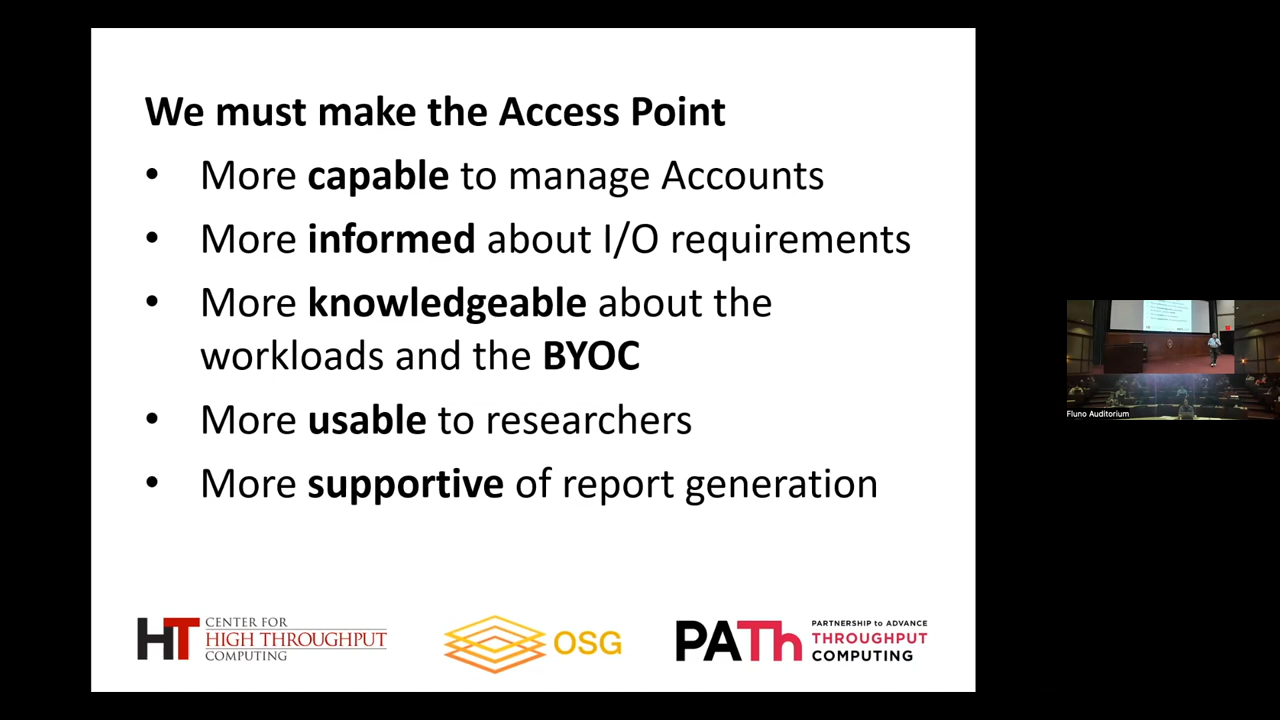 We must make the Access Point
• More capable to manage Accounts
• More informed about I/O requirements
• More knowledgeable about the
workloads and the BYOC
• More usable to researchers
• More supportive of report generation
HT CENTER FOR
HIGH THROUGHPUT
COMPUTING
OSG
PATh PARTNERSHIP to ADVANCE
THROUGHPUT
COMPUTING
Fluno Auditorium